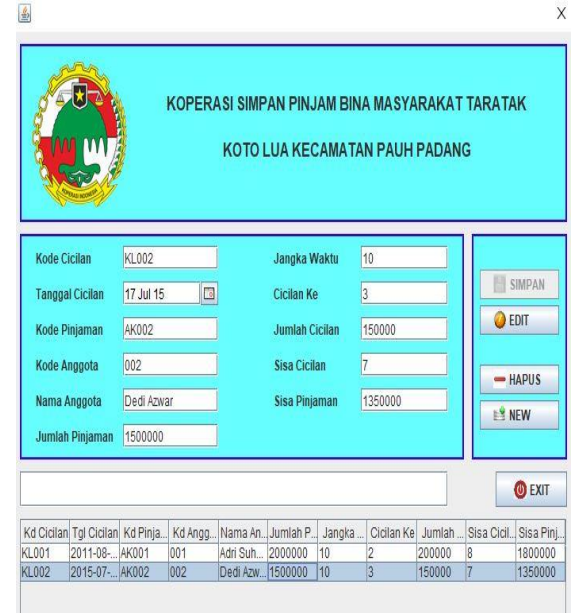 X
KOPERASI SIMPAN PINJAM BINA MASYARAKAT TARATAK
KOTO LUA KECAMATAN PAUH PADANG
KOPERASI INDONESIA
Kode Cicilan KL002 Jangka Waktu 10
Tanggal Cicilan 17 Jul 15 Cicilan Ke 3
Kode Pinjaman AK002 Jumlah Cicilan 150000
Kode Anggota 002 Sisa Cicilan 7
Nama Anggota Dedi Azwar Sisa Pinjaman 1350000
Jumlah Pinjaman 1500000
SIMPAN
EDIT
HAPUS
NEW
EXIT
Kd Cicilan Tgl Cicilan Kd Pinja... Kd Angg... Nama An... Jumlah P... Jangka ... Cicilan Ke Jumlah ... Sisa Cicil... Sisa Pinj...
KL001 2011-08-... AK001 001 Adri Suh... 2000000 10 2 200000 8 1800000
KL002 2015-07-... AK002 002 Dedi Azw... 1500000 10 3 150000 7 1350000